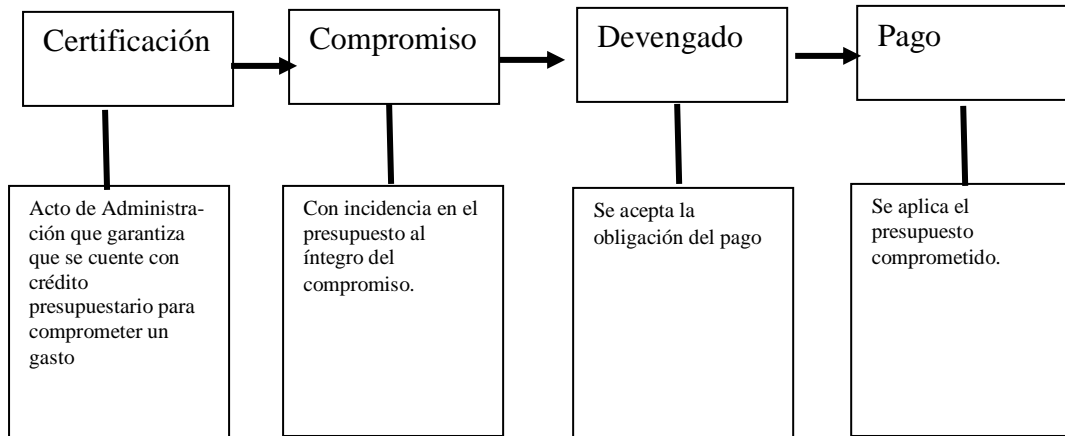 Certificación
Compromiso
Devengado
Pago
Acto de Administra-
ción que garantiza
que se cuente con
crédito
presupuestario para
comprometer un
gasto
Con incidencia en el
presupuesto al
íntegro del
compromiso.
Se acepta la
obligación del pago
Se aplica el
presupuesto
comprometido.